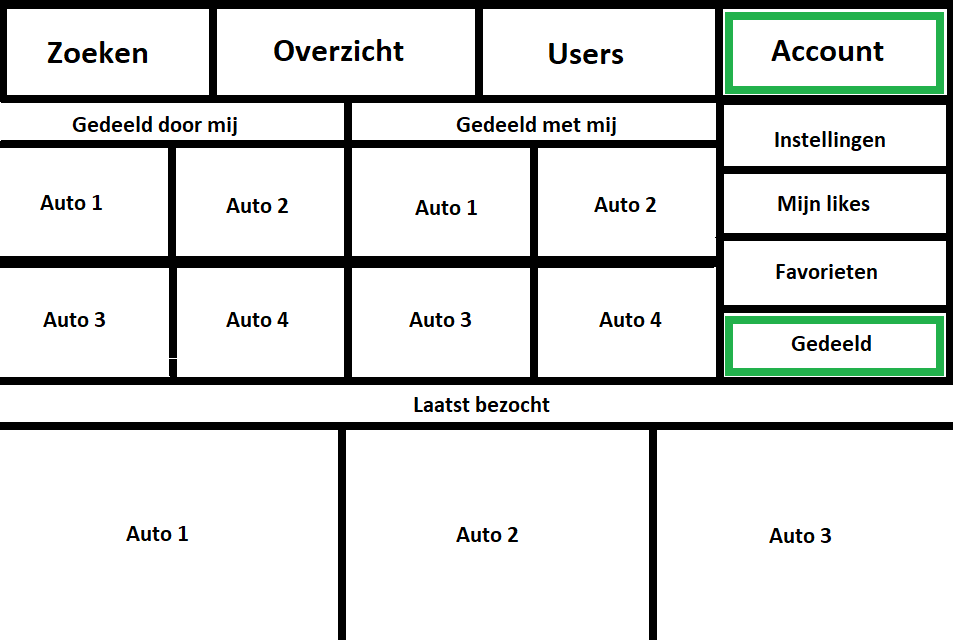 Zoeken
Overzicht
Users
Account
Gedeeld door mij
Gedeeld met mij
Instellingen
Auto 1
Auto 2
Auto 1
Auto 2
Mijn likes
Favorieten
Auto 3
Auto 4
Auto 3
Auto 4
Gedeeld
Laatst bezocht
Auto 1
Auto 2
Auto 3